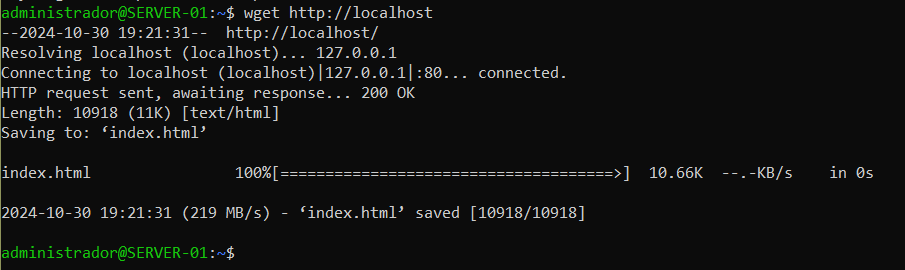 administrador@SERVER-01:~$ wget http://localhost
--2024-10-30 19:21:31--  http://localhost/
Resolving localhost (localhost)... 127.0.0.1
Connecting to localhost (localhost)|127.0.0.1|:80... connected.
HTTP request sent, awaiting response... 200 OK
Length: 10918 (11K) [text/html]
Saving to: ‘index.html’
index.html                100%[=====================================>]  10.66K  --.-KB/s    in 0s
2024-10-30 19:21:31 (219 MB/s) - ‘index.html’ saved [10918/10918]
administrador@SERVER-01:~$